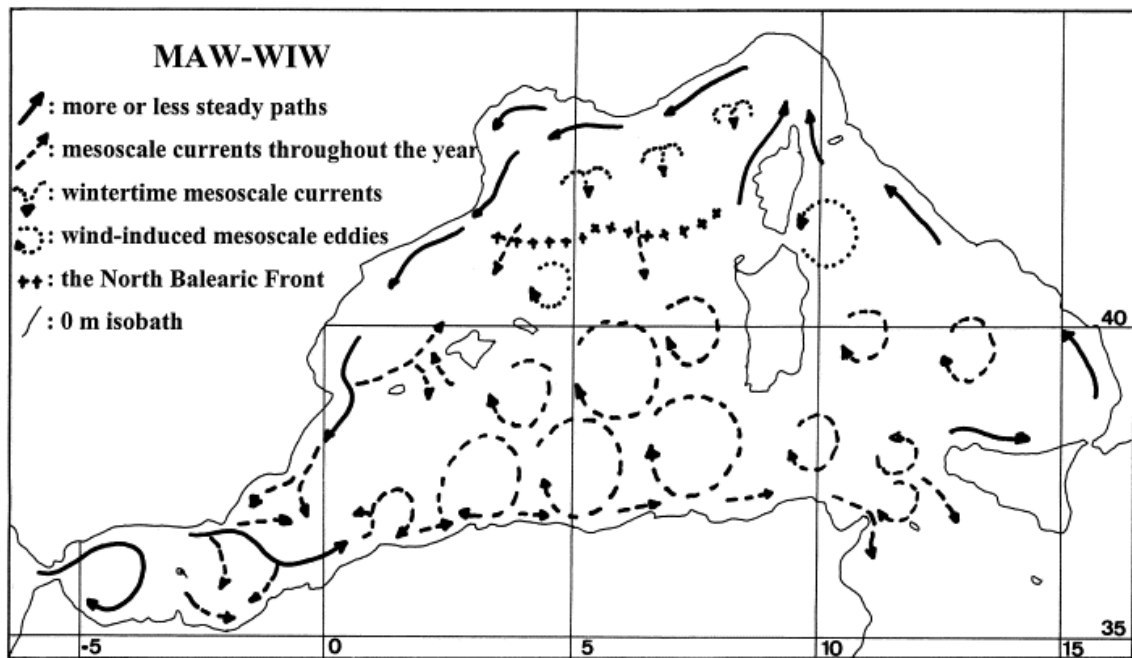 MAW-WIW
: more or less steady paths
: mesoscale currents throughout the year
: wintertime mesoscale currents
: wind-induced mesoscale eddies
: the North Balearic Front
: 0 m isobath
40
35
-5 0 5 10 15